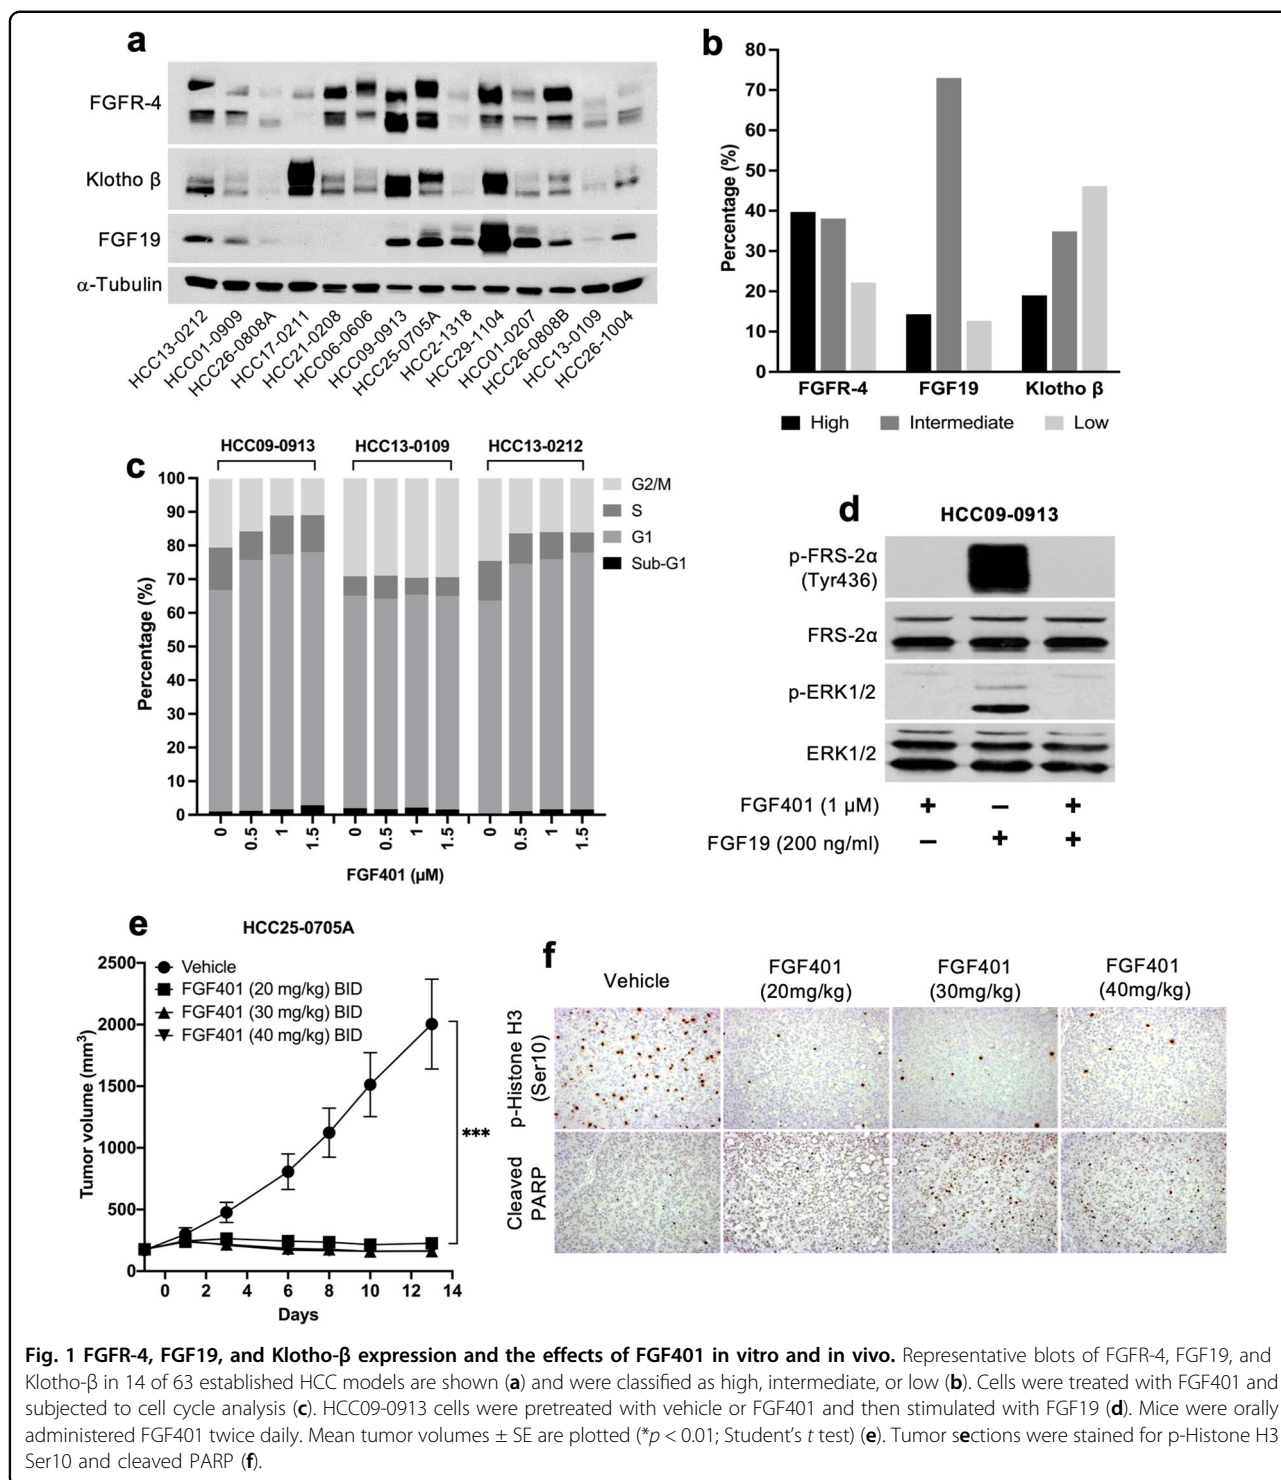 a
FGFR-4
Klotho β
FGF19
α-Tubulin
HCC13-0212
HCC01-0909
HCC26-0808A
HCC17-0211
HCC21-0208
HCC06-0606
HCC09-0913
HCC25-0705A
HCC2-1318
HCC29-1104
HCC01-0207
HCC26-0808B
HCC13-0109
HCC26-1004
b
Percentage (%)
80
70
60
50
40
30
20
10
0
FGFR-4 FGF19 Klotho β
High Intermediate Low
c
HCC09-0913 HCC13-0109 HCC13-0212
Percentage (%)
100
90
80
70
60
50
40
30
20
10
0
0 0.5 1 1.5 0 0.5 1 1.5 0 0.5 1 1.5
FGF401 (µM)
G2/M
S
G1
Sub-G1
d
HCC09-0913
p-FRS-2α
(Tyr436)
FRS-2α
p-ERK1/2
ERK1/2
FGF401 (1 µM) + – +
FGF19 (200 ng/ml) – + +
e
HCC25-0705A
Tumor volume (mm³)
2500
2000
1500
1000
500
0
Vehicle
FGF401 (20 mg/kg) BID
FGF401 (30 mg/kg) BID
FGF401 (40 mg/kg) BID
***
0 2 4 6 8 10 12 14
Days
f
Vehicle
FGF401
(20mg/kg)
FGF401
(30mg/kg)
FGF401
(40mg/kg)
p-Histone H3
(Ser10)
Cleaved
PARP
Fig. 1 FGFR-4, FGF19, and Klotho-β expression and the effects of FGF401 in vitro and in vivo. Representative blots of FGFR-4, FGF19, and
Klotho-β in 14 of 63 established HCC models are shown (a) and were classified as high, intermediate, or low (b). Cells were treated with FGF401 and
subjected to cell cycle analysis (c). HCC09-0913 cells were pretreated with vehicle or FGF401 and then stimulated with FGF19 (d). Mice were orally
administered FGF401 twice daily. Mean tumor volumes ± SE are plotted (*p < 0.01; Student's t test) (e). Tumor sections were stained for p-Histone H3
Ser10 and cleaved PARP (f).